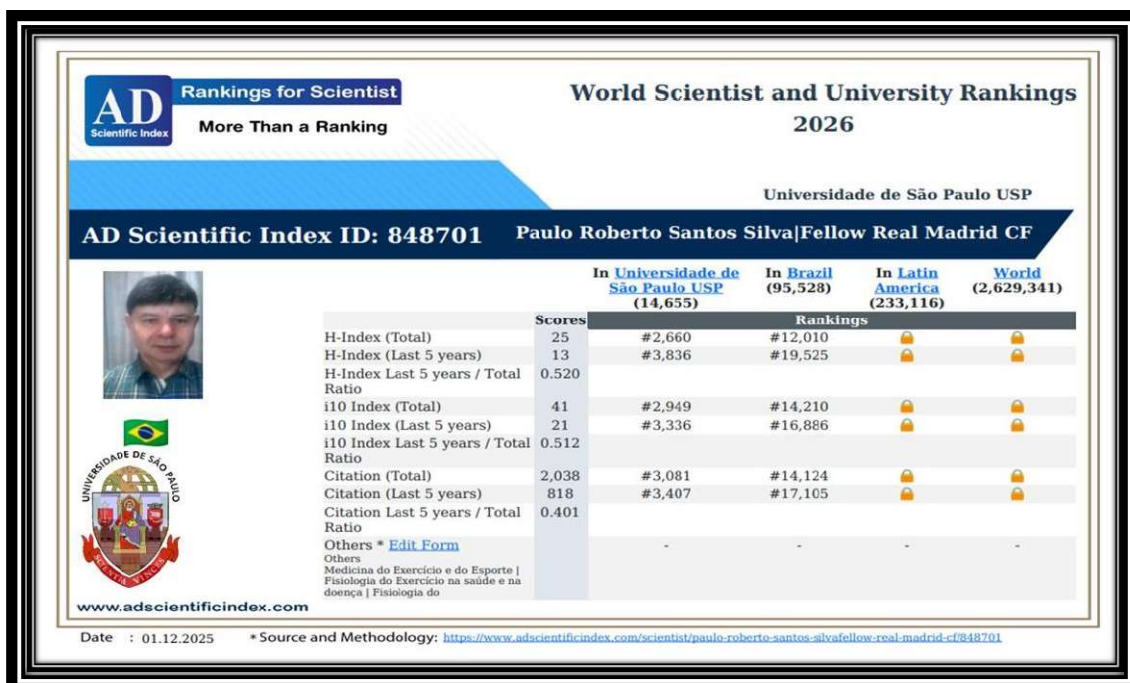 AD
Scientific Index
Rankings for Scientist
More Than a Ranking
World Scientist and University Rankings
2026
Universidade de São Paulo USP
AD Scientific Index ID: 848701
Paulo Roberto Santos Silva|Fellow Real Madrid CF
In Universidade de São Paulo USP (14,655)
In Brazil (95,528)
In Latin America (233,116)
World (2,629,341)
Scores
Rankings
H-Index (Total) 25 #2,660 #12,010
H-Index (Last 5 years) 13 #3,836 #19,525
H-Index Last 5 years / Total 0.520
Ratio
i10 Index (Total) 41 #2,949 #14,210
i10 Index (Last 5 years) 21 #3,336 #16,886
i10 Index Last 5 years / Total 0.512
Ratio
Citation (Total) 2,038 #3,081 #14,124
Citation (Last 5 years) 818 #3,407 #17,105
Citation Last 5 years / Total 0.401
Ratio
Others * Edit Form - - - -
Others
Medicina do Exercício e do Esporte |
Fisiologia do Exercício na saúde e na
doença | Fisiologia do
UNIVERSIDADE DE SÃO PAULO
SCIENTIA VINCES
www.adscientificindex.com
Date : 01.12.2025 * Source and Methodology: https://www.adscientificindex.com/scientist/paulo-roberto-santos-silvafellow-real-madrid-cf/848701